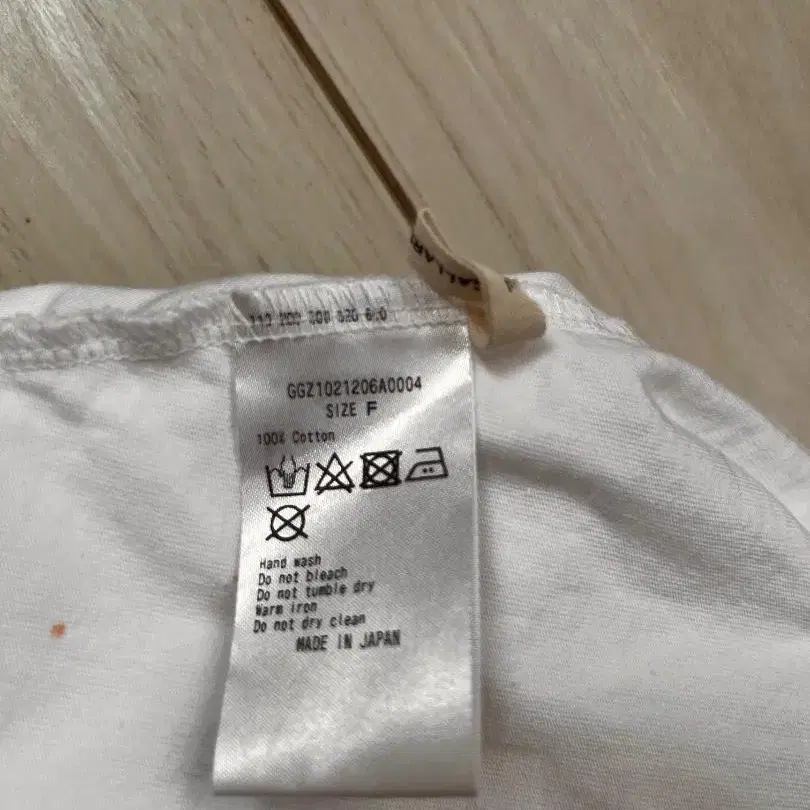 GGZ1021206A0004
SIZE F
100% Cotton
Hand wash
Do not bleach
Do not tumble dry
Warm iron
Do not dry clean
MADE IN JAPAN